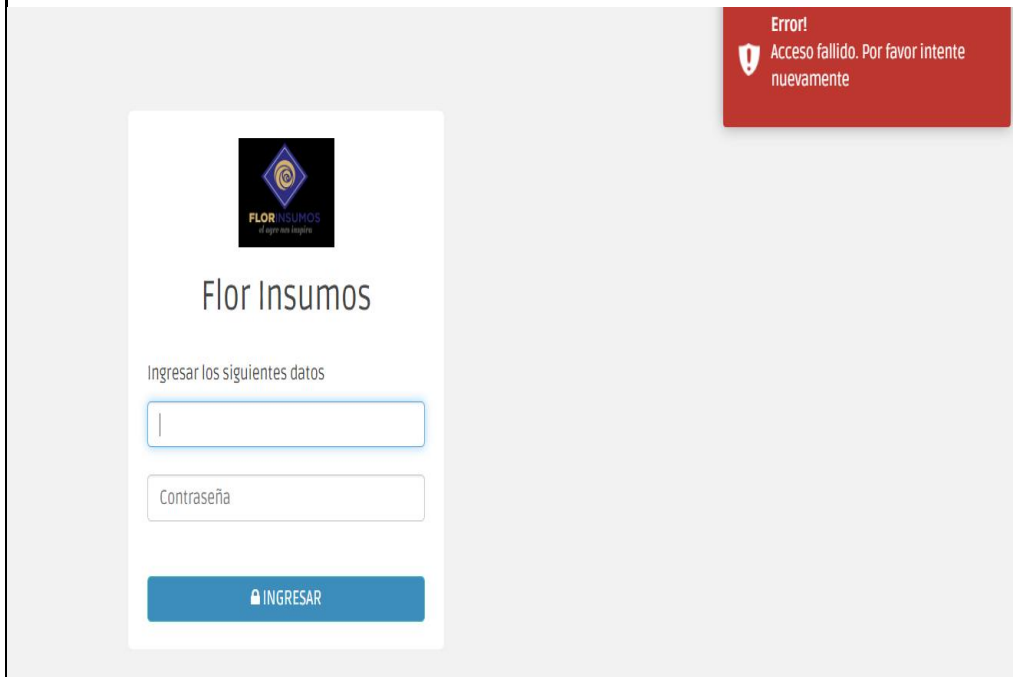 Error!
Acceso fallido. Por favor intente
nuevamente
FLORINSUMOS
el agro nos inspira
Flor Insumos
Ingresar los siguientes datos
Contraseña
INGRESAR